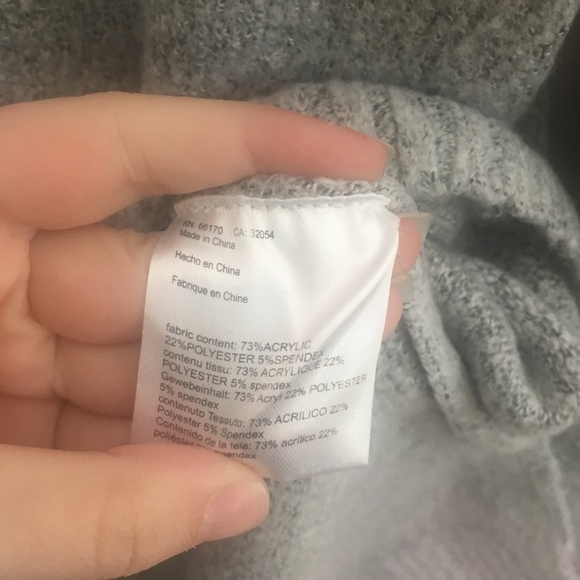 RN: 66170 CA: 32054
Made in China
Hecho en China
Fabrique en Chine
fabric content: 73%ACRYLIC
22%POLYESTER 5%SPENDEX
contenu tissu: 73% ACRYLIQUE 22%
POLYESTER 5% spendex
Gewebeinhalt: 73% Acryl 22% POLYESTER
5% spendex
contenuto Tessuto: 73% ACRILICO 22%
Polyester 5% Spendex
Contenido de la tela: 73% acrílico 22%